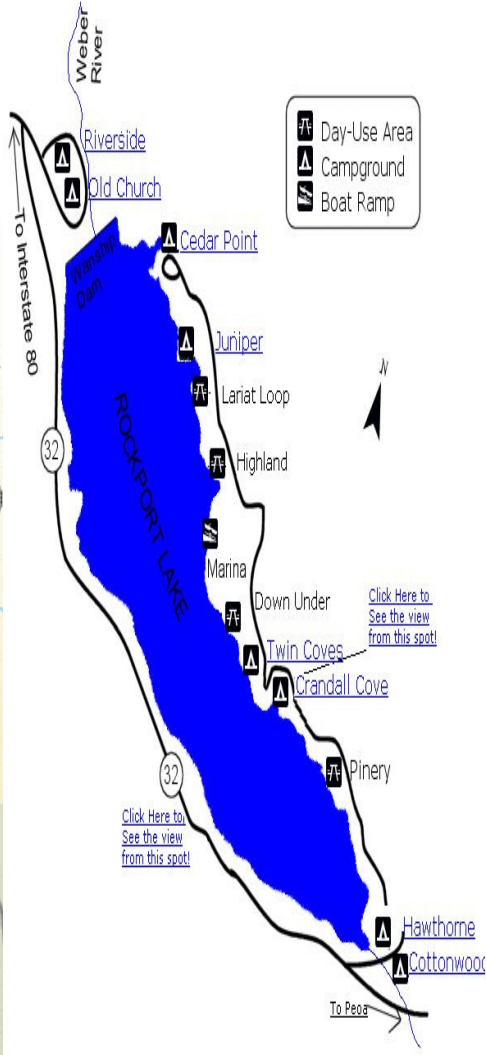 Weber
River
Riverside
Old Church
To Interstate 80
Day-Use Area
Campground
Boat Ramp
Wanship
Dam
Cedar Point
Juniper
Lariat Loop
N
ROCKPORT LAKE
32
Highland
Marina
Down Under
Click Here to
See the view
from this spot!
Twin Coves
Crandall Cove
32
Pinery
Click Here to
See the view
from this spot!
Hawthorne
Cottonwood
To Peoa